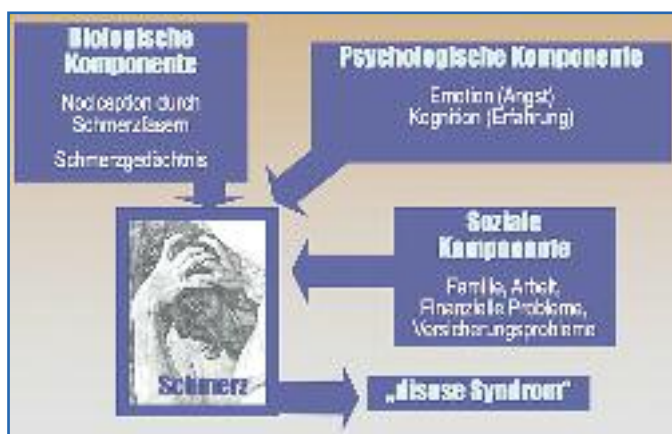 Biologische
Komponente
Nociception durch
Schmerzfasern
Schmerzgedächtnis
Psychologische Komponente
Emotion (Angst)
Kognition (Erfahrung)
Soziale
Komponente
Familie, Arbeit,
Finanzielle Probleme,
Versicherungsprobleme
Schmerz
„disuse Syndrom“